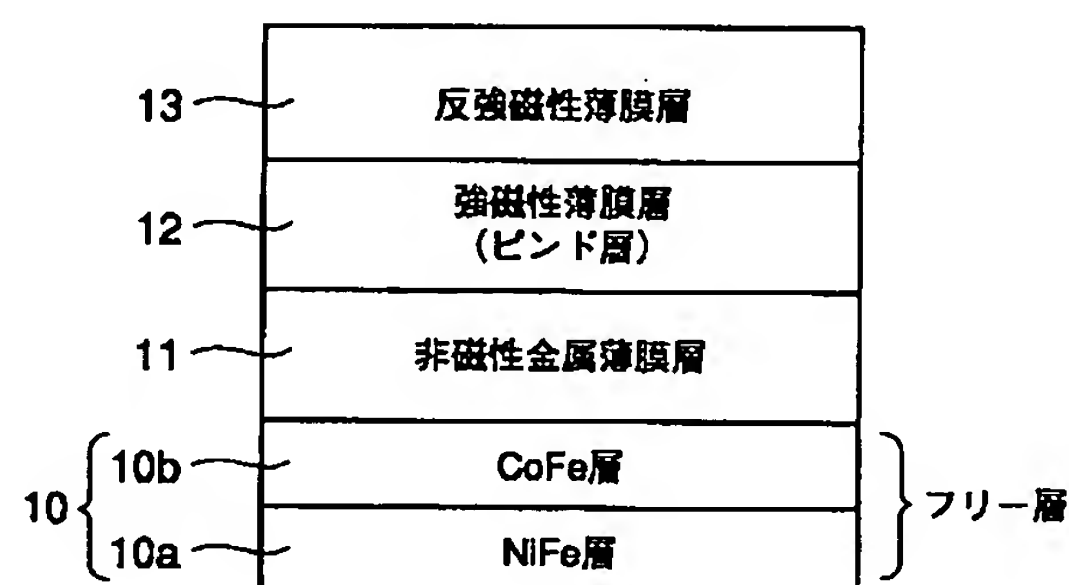 13
反強磁性薄膜層
12
強磁性薄膜層
(ピンド層)
11
非磁性金属薄膜層
10
10b
CoFe層
フリー層
10a
NiFe層